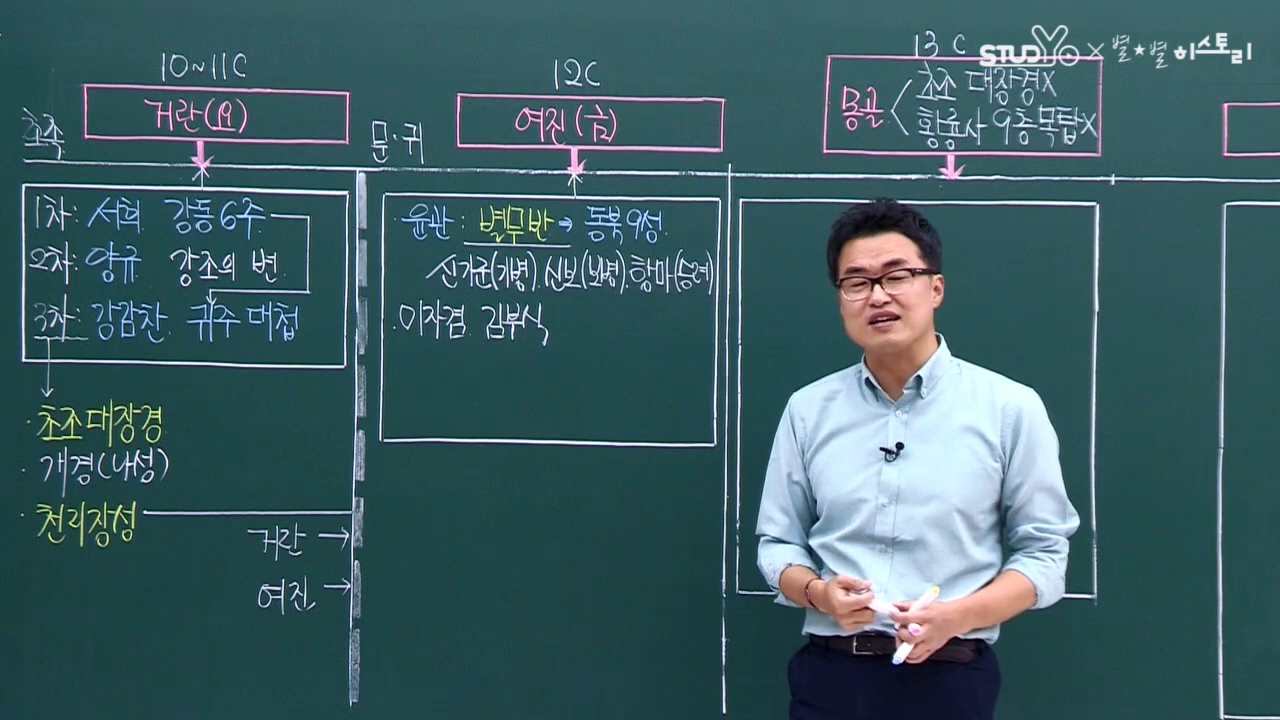 STUDYo × 별★별 히스토리
10~11C
거란(요)
초조
1차: 서희 강동6주
2차: 양규 강조의 변
3차: 강감찬 귀주대첩
· 초조대장경
· 개경(나성)
· 천리장성
거란 →
여진 →
12C
문·귀
여진(금)
· 윤관: 별무반 → 동북9성
신기군(기병). 신보(보병). 항마(승려)
· 이자겸. 김부식
13C
몽골
초조 대장경X
황룡사 9층목탑X